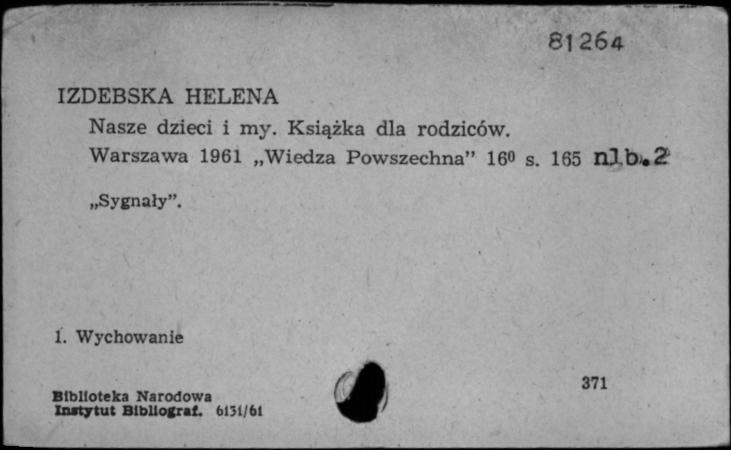 81264
IZDEBSKA HELENA
Nasze dzieci i my. Książka dla rodziców.
Warszawa 1961 „Wiedza Powszechna” 16⁰ s. 165 nlb.2
„Sygnały”.
1. Wychowanie
371
Biblioteka Narodowa
Instytut Bibliograf. 6131/61